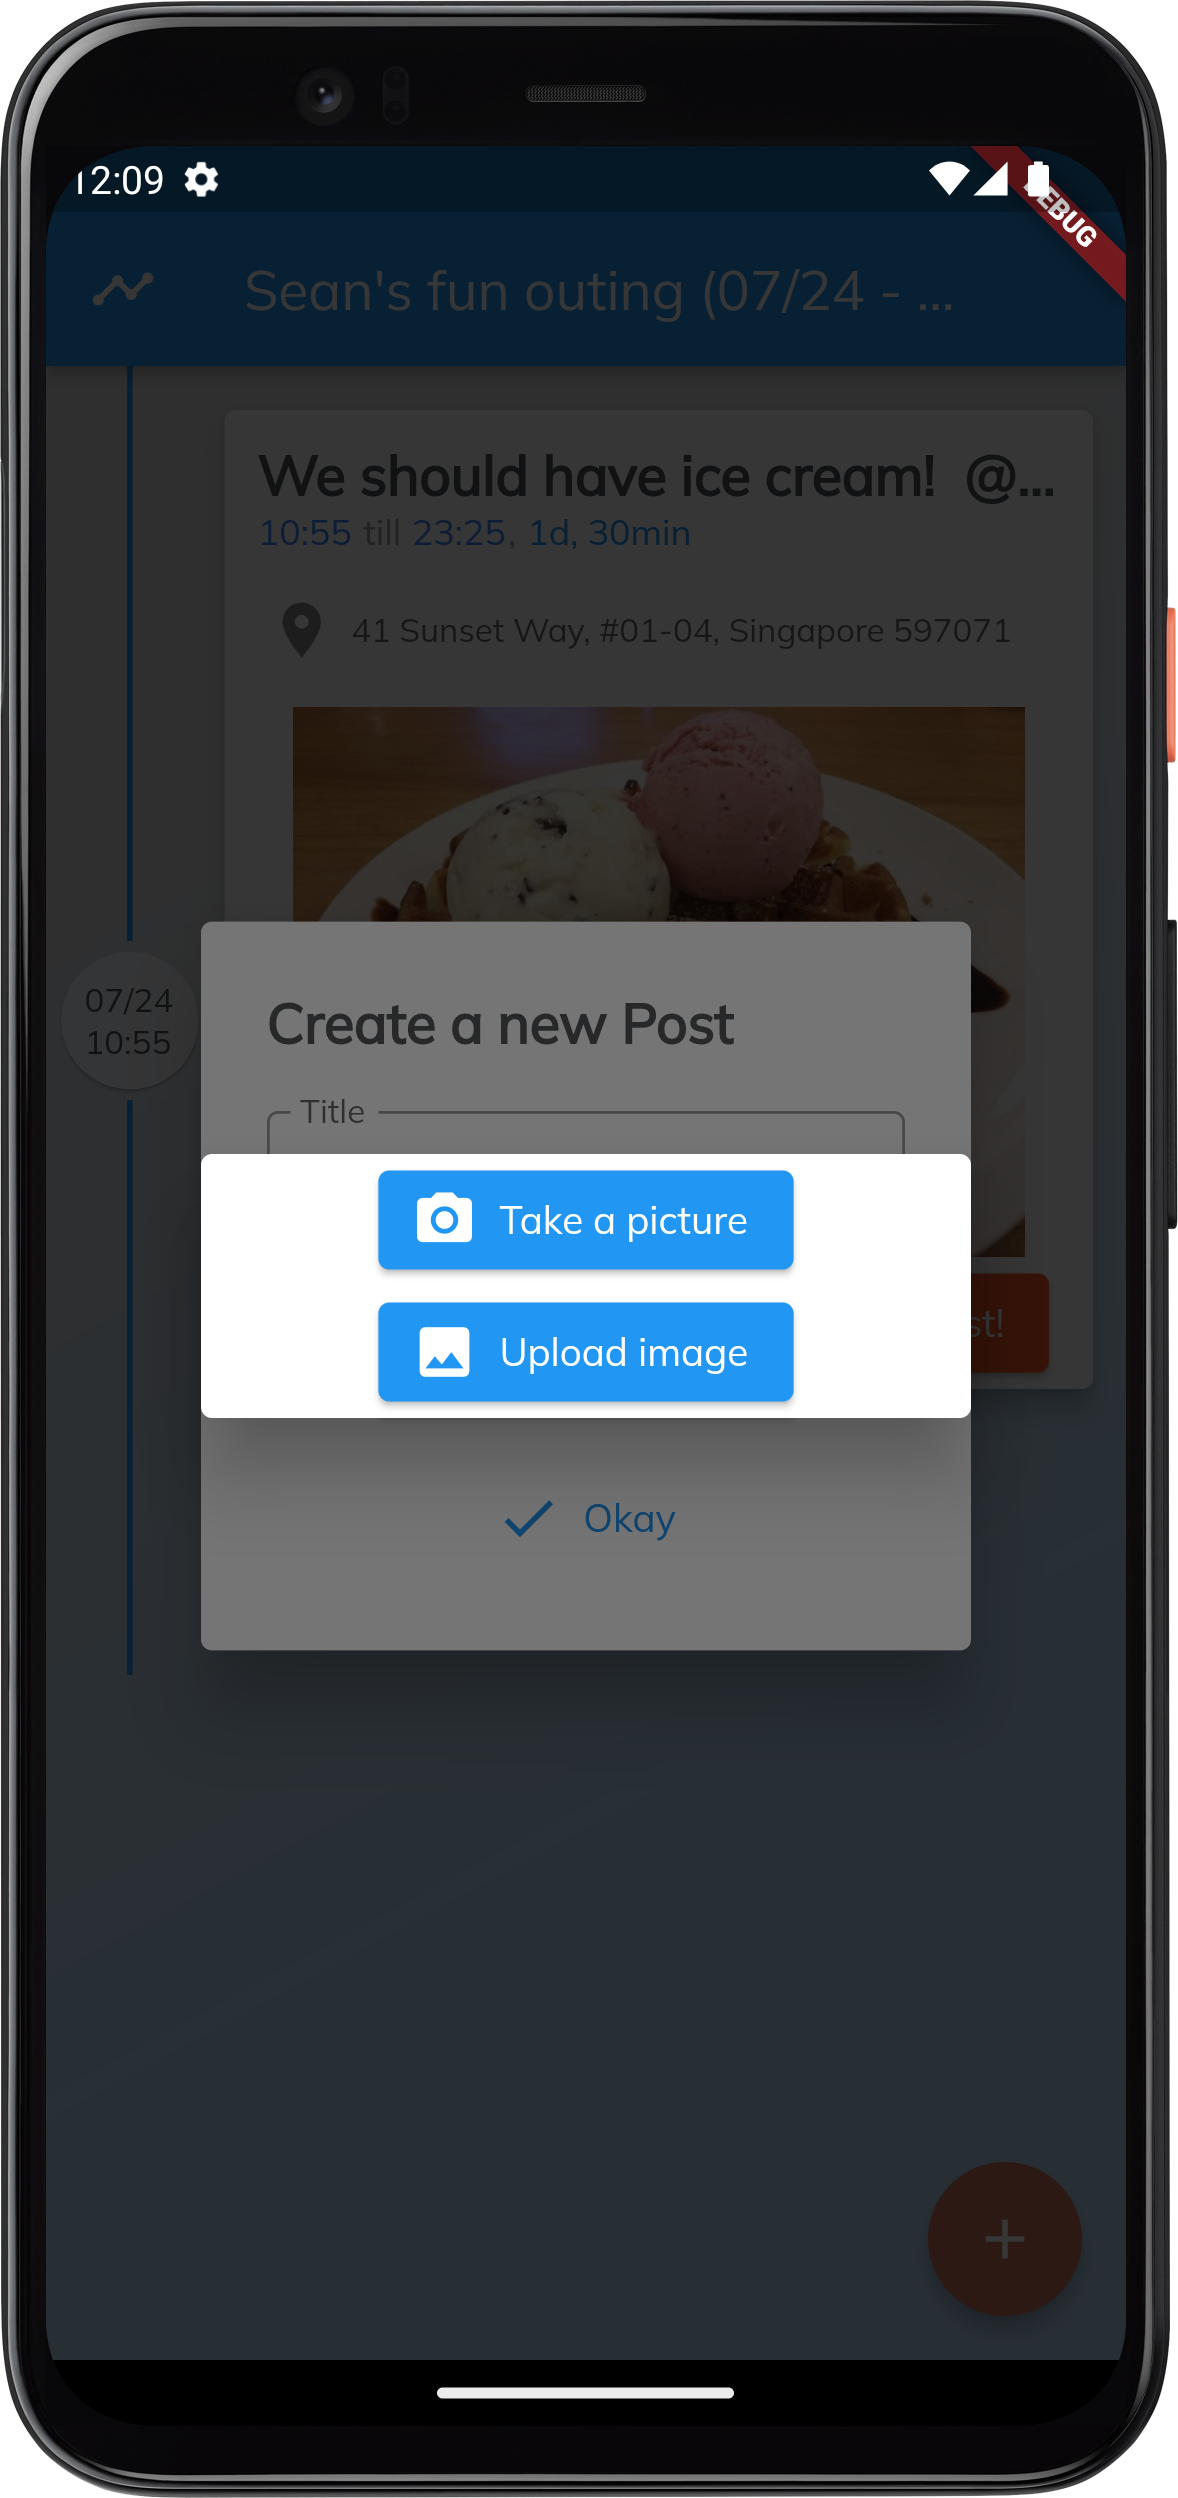 12:09
DEBUG
Sean's fun outing (07/24 - ...
We should have ice cream! @...
10:55 till 23:25, 1d, 30min
41 Sunset Way, #01-04, Singapore 597071
07/24
10:55
Create a new Post
Title
Take a picture
Upload image
st!
Okay